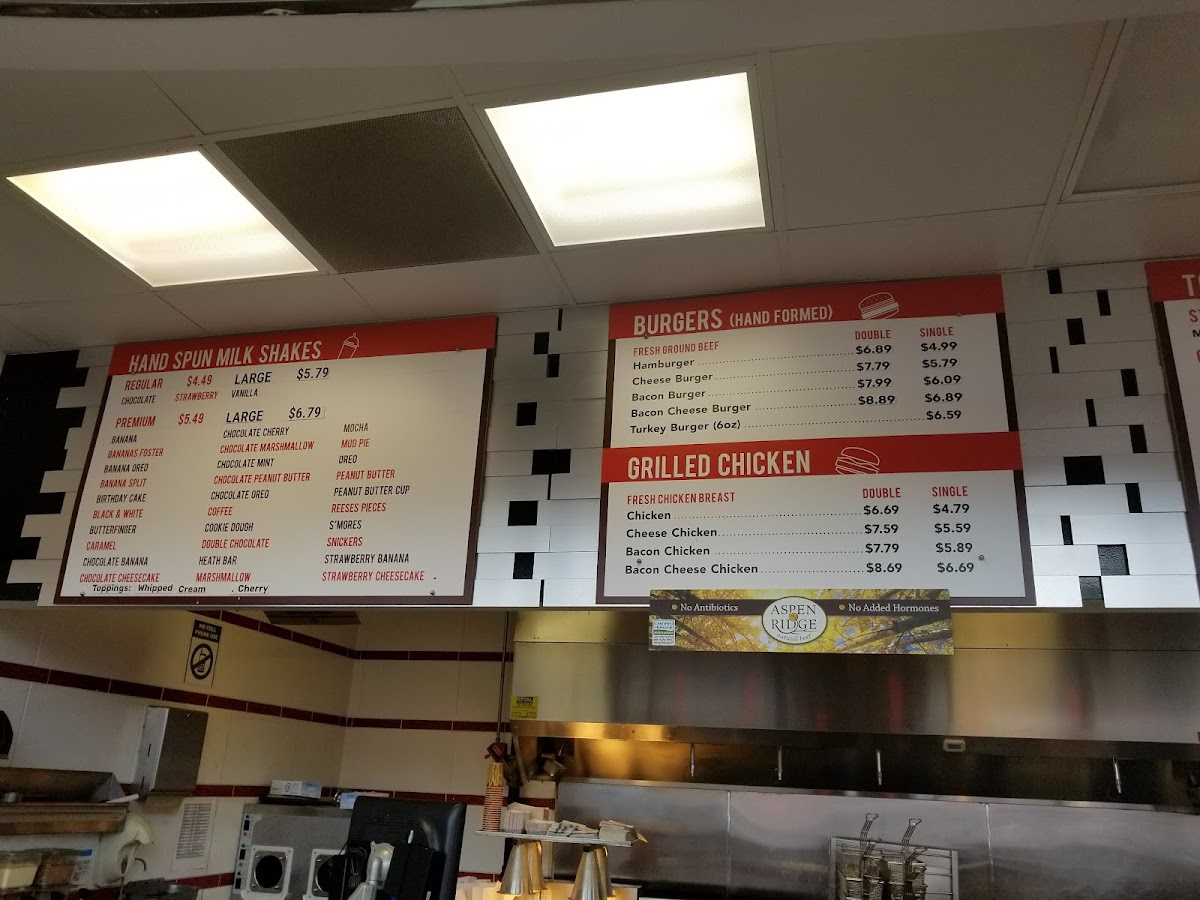 HAND SPUN MILK SHAKES
REGULAR $4.49 LARGE $5.79
CHOCOLATE STRAWBERRY VANILLA
PREMIUM $5.49 LARGE $6.79
BANANA
BANANAS FOSTER
BANANA OREO
BANANA SPLIT
BIRTHDAY CAKE
BLACK & WHITE
BUTTERFINGER
CARAMEL
CHOCOLATE BANANA
CHOCOLATE CHEESECAKE
CHOCOLATE CHERRY
CHOCOLATE MARSHMALLOW
CHOCOLATE MINT
CHOCOLATE PEANUT BUTTER
CHOCOLATE OREO
COFFEE
COOKIE DOUGH
DOUBLE CHOCOLATE
HEATH BAR
MARSHMALLOW
MOCHA
MUD PIE
OREO
PEANUT BUTTER
PEANUT BUTTER CUP
REESES PIECES
S'MORES
SNICKERS
STRAWBERRY BANANA
STRAWBERRY CHEESECAKE
Toppings: Whipped Cream . Cherry
BURGERS (HAND FORMED)
FRESH GROUND BEEF DOUBLE SINGLE
Hamburger $6.89 $4.99
Cheese Burger $7.79 $5.79
Bacon Burger $7.99 $6.09
Bacon Cheese Burger $8.89 $6.89
Turkey Burger (6oz) $6.59
GRILLED CHICKEN
FRESH CHICKEN BREAST DOUBLE SINGLE
Chicken $6.69 $4.79
Cheese Chicken $7.59 $5.59
Bacon Chicken $7.79 $5.89
Bacon Cheese Chicken $8.69 $6.69
No Antibiotics
ASPEN RIDGE
natural beef
No Added Hormones
NO CELL
PHONE USE